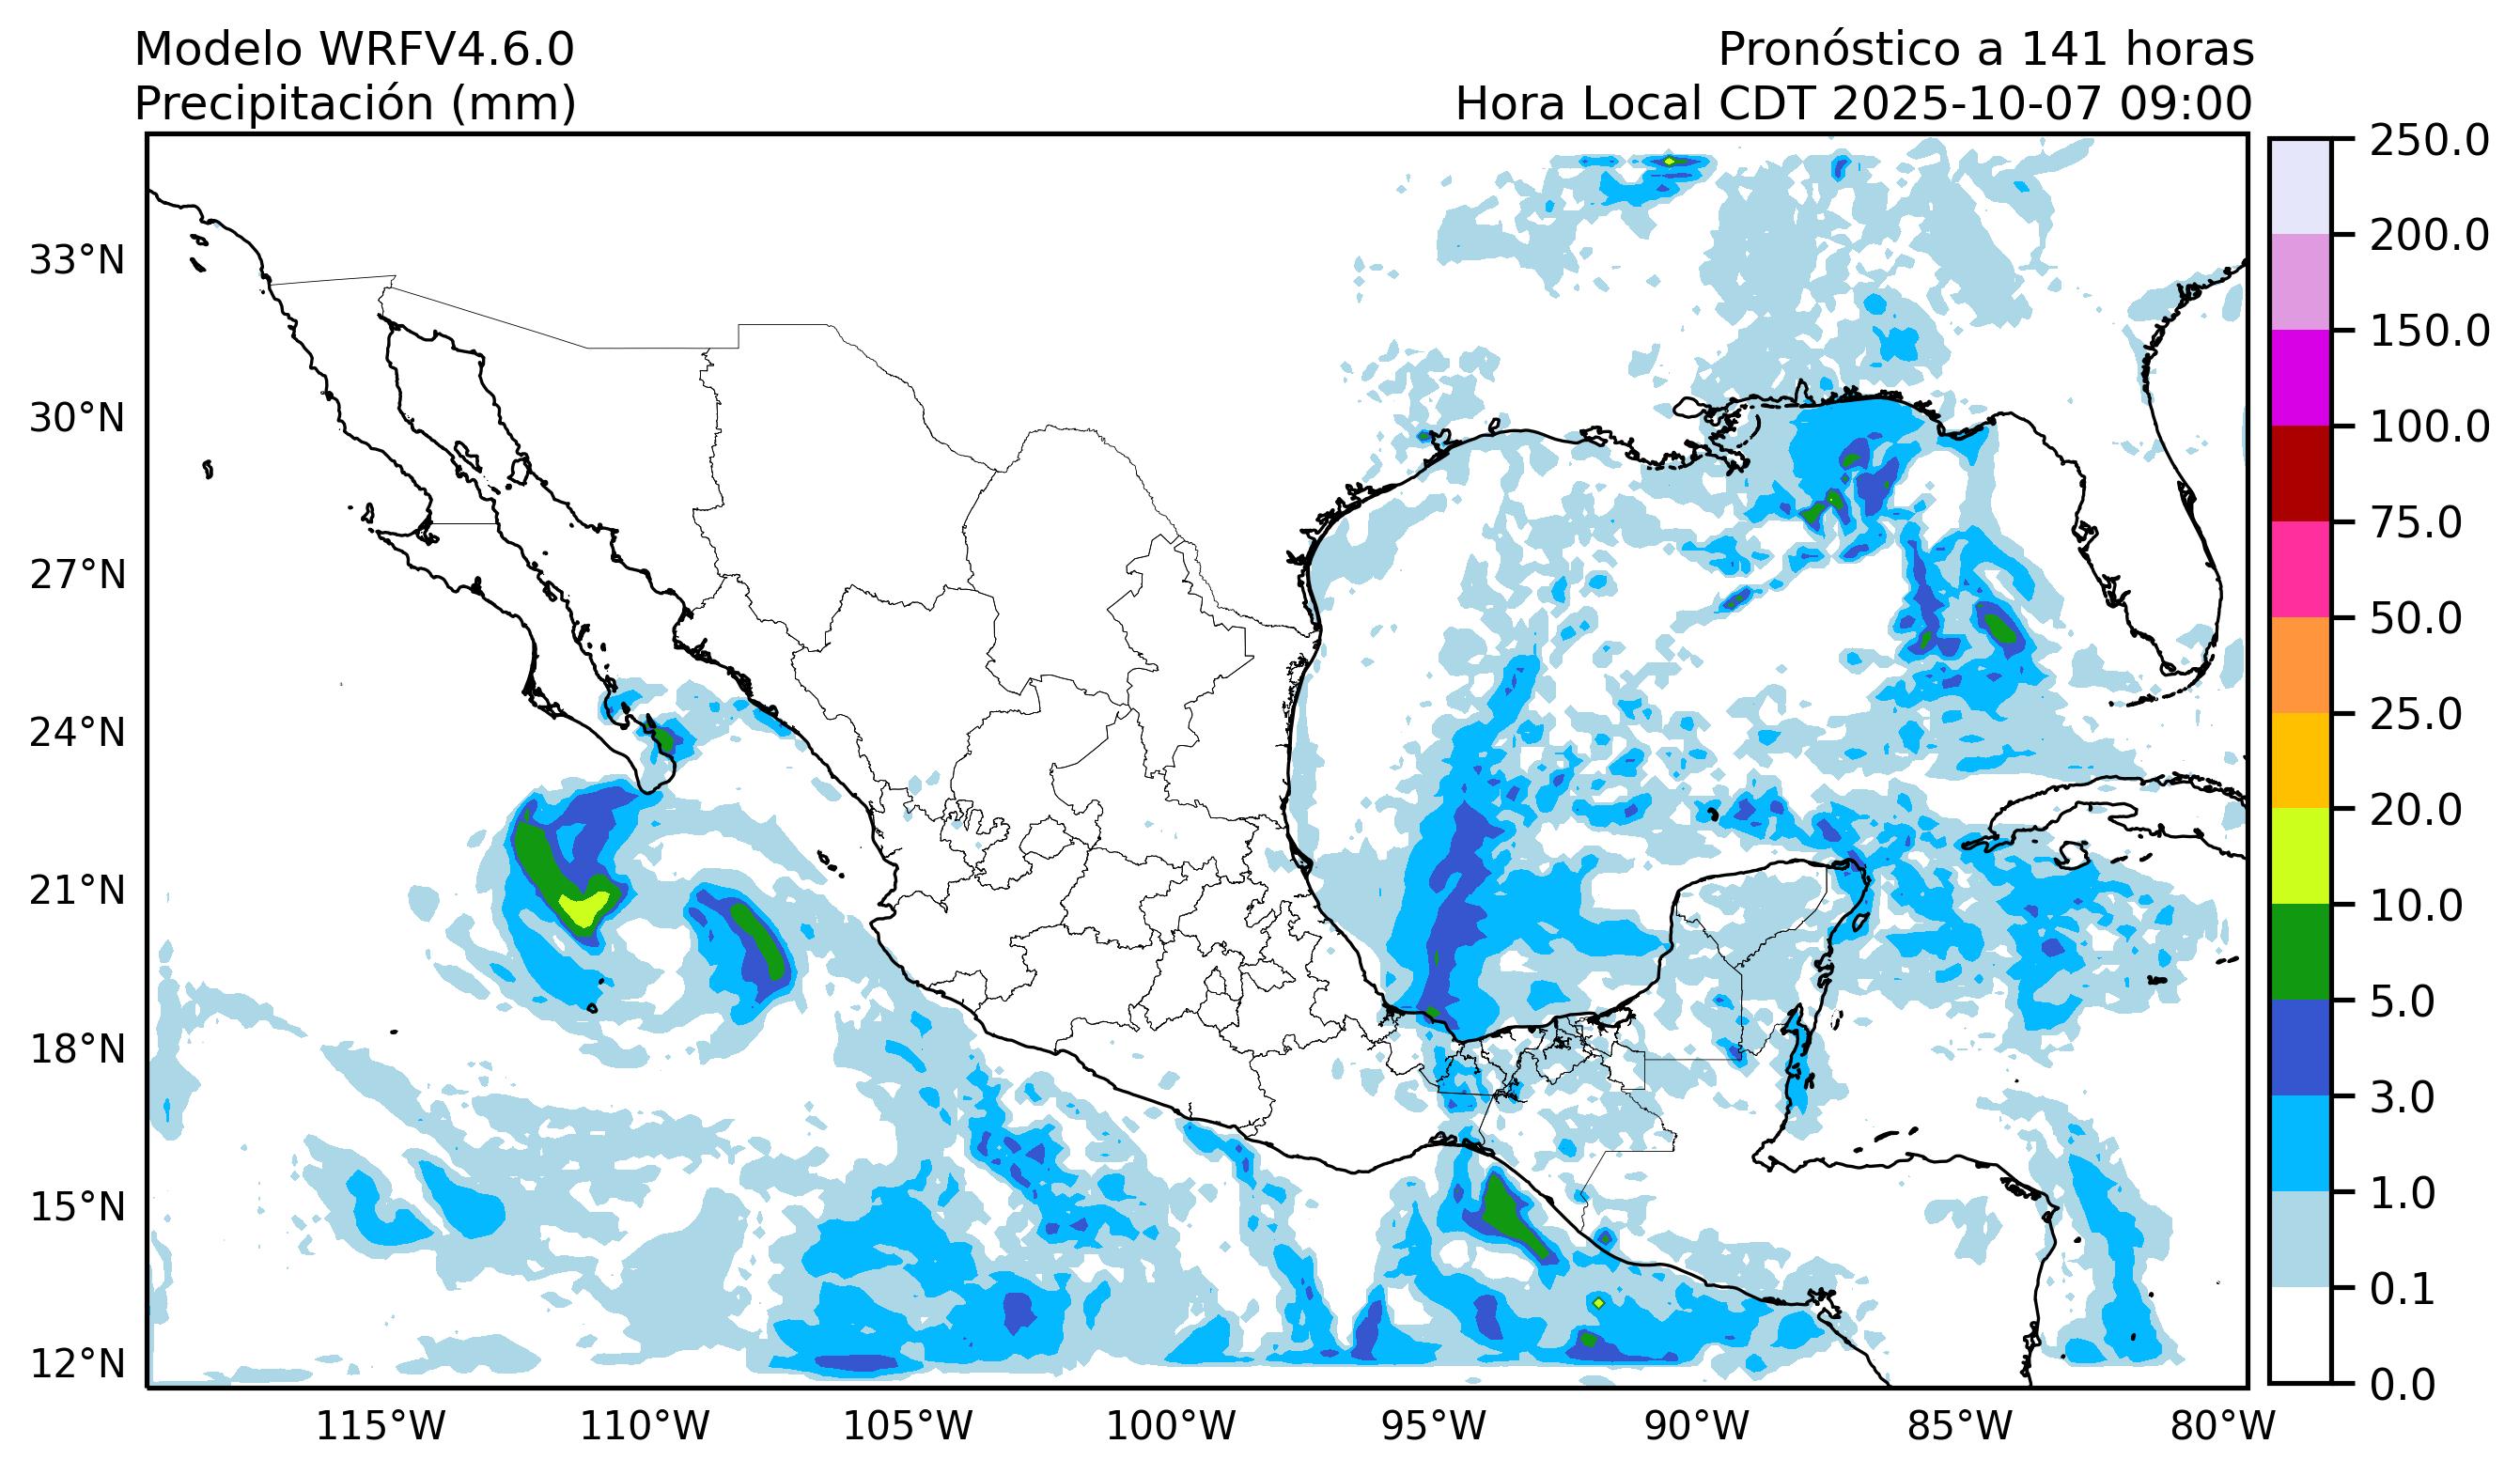 Modelo WRFV4.6.0
Precipitación (mm)
Pronóstico a 141 horas
Hora Local CDT 2025-10-07 09:00
33°N
30°N
27°N
24°N
21°N
18°N
15°N
12°N
115°W
110°W
105°W
100°W
95°W
90°W
85°W
80°W
250.0
200.0
150.0
100.0
75.0
50.0
25.0
20.0
10.0
5.0
3.0
1.0
0.1
0.0